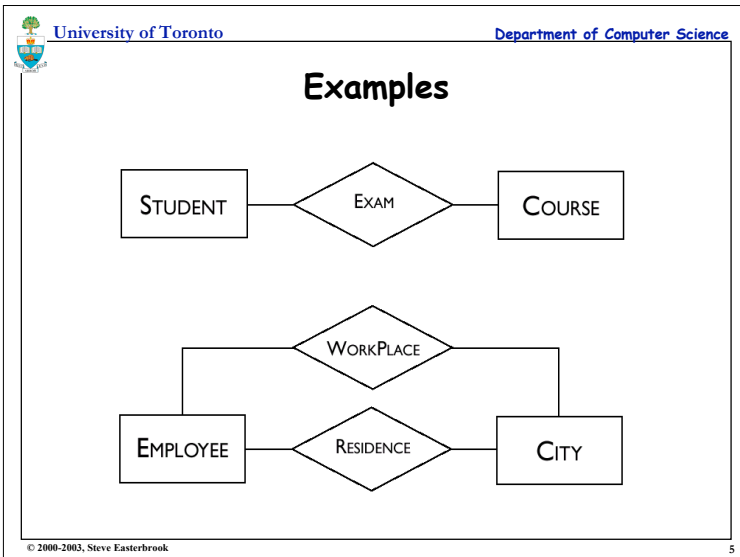 University of Toronto
Department of Computer Science
Examples
STUDENT
EXAM
COURSE
WORKPLACE
EMPLOYEE
RESIDENCE
CITY
© 2000-2003, Steve Easterbrook
5